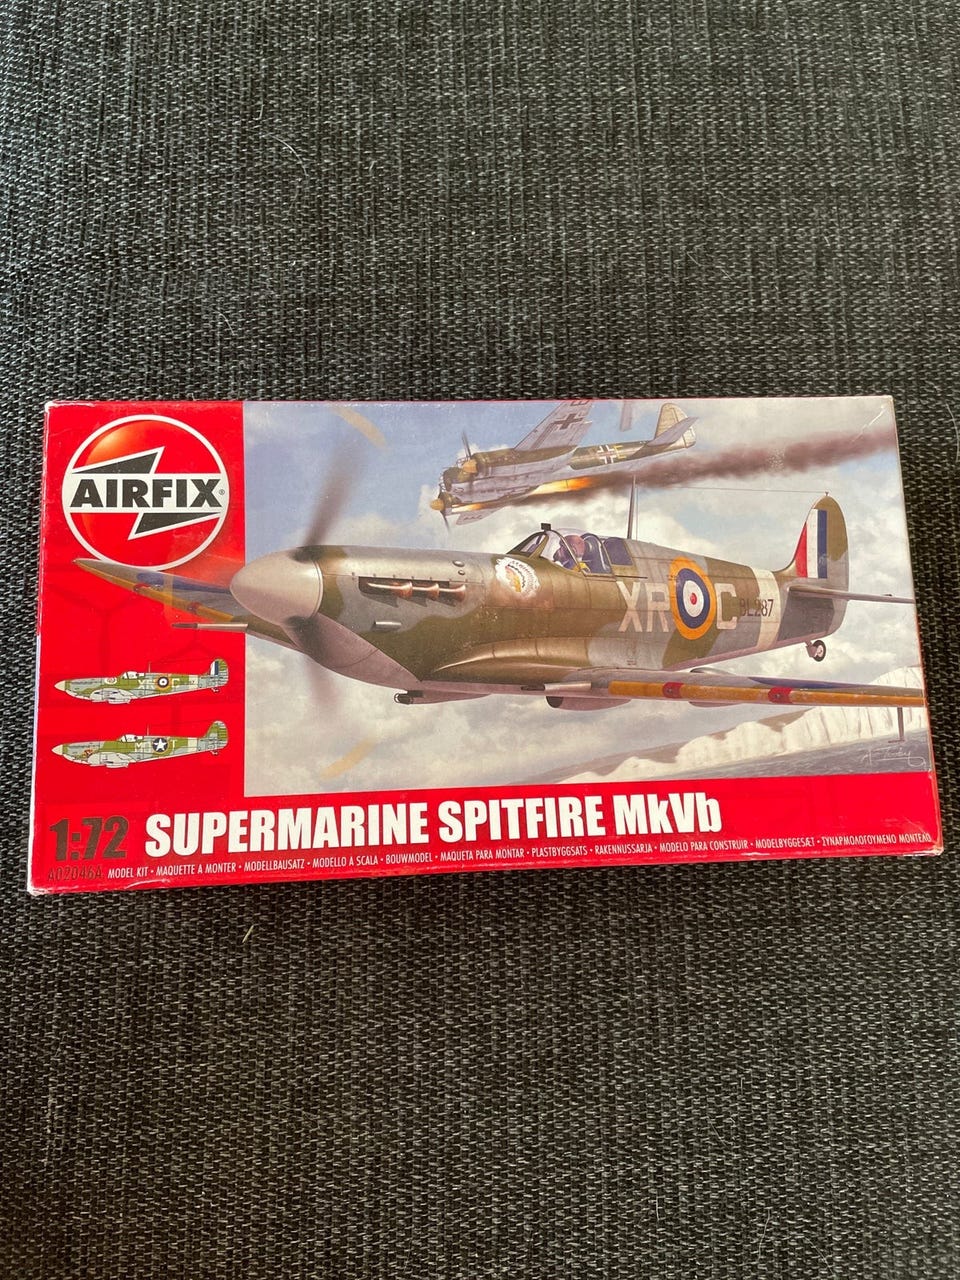 AIRFIX®
XR C
BL287
M T
1:72
SUPERMARINE SPITFIRE MkVb
A02046A
MODEL KIT • MAQUETTE A MONTER • MODELLBAUSATZ • MODELLO A SCALA • BOUWMODEL • MAQUETA PARA MONTAR • PLASTBYGGSATS • RAKENNUSSARJA • MODELO PARA CONSTRUIR • MODELBYGGESÆT • ΣΥΝΑΡΜΟΛΟΓΟΥΜΕΝΟ ΜΟΝΤΕΛΟ